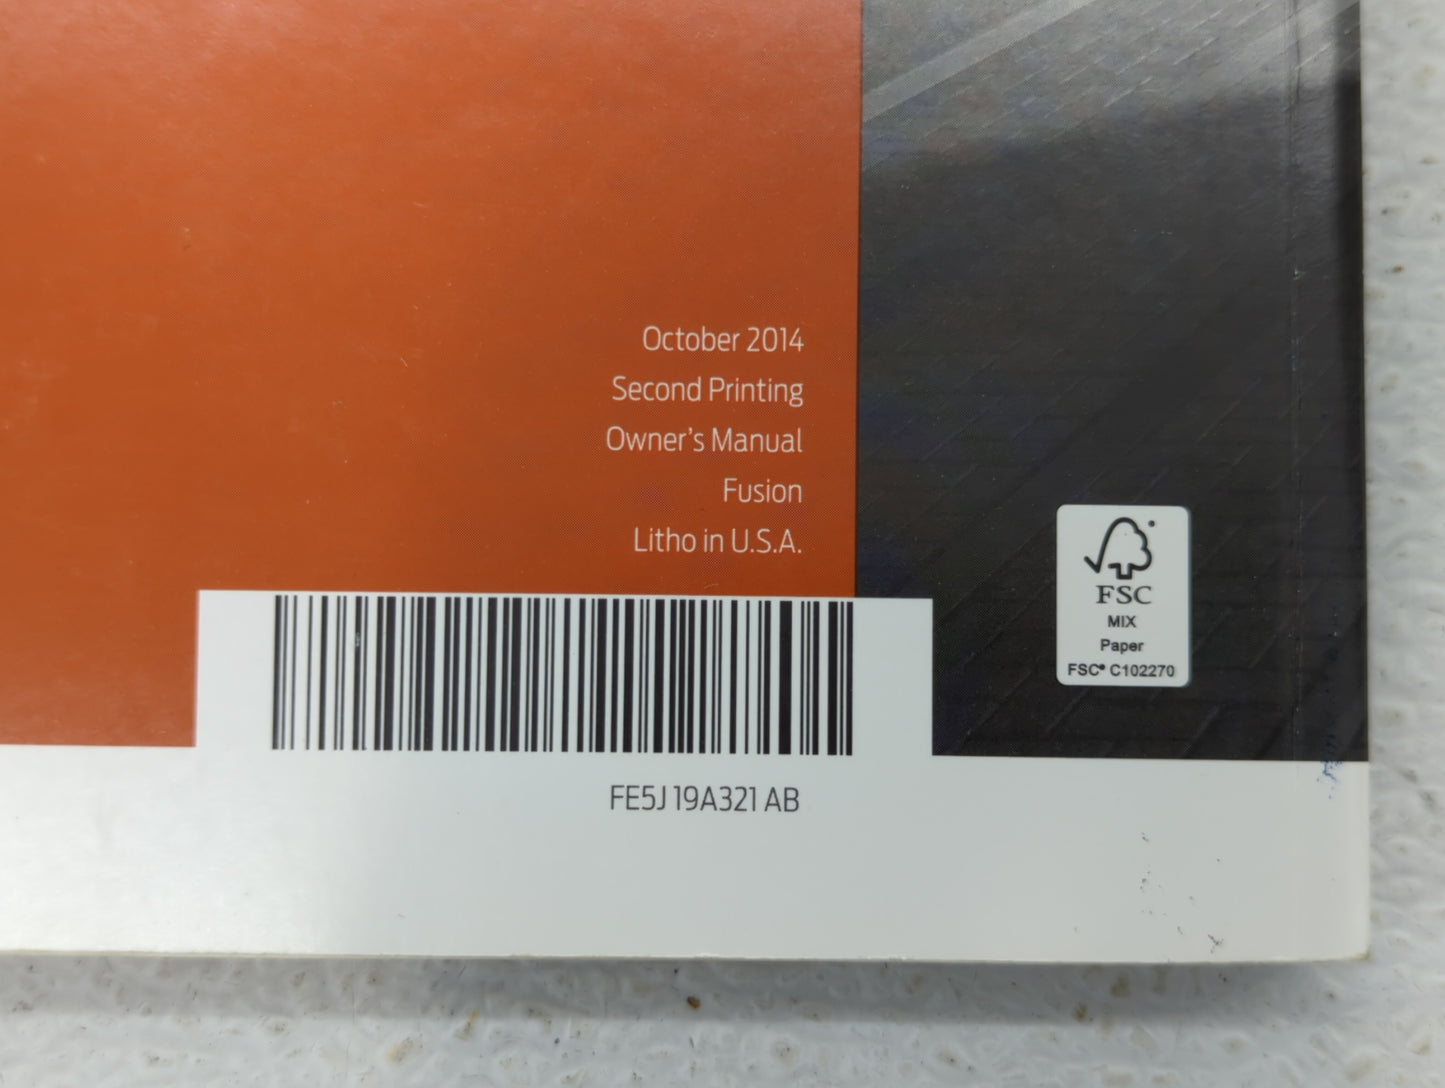 October 2014
Second Printing
Owner's Manual
Fusion
Litho in U.S.A.
FSC
MIX
Paper
FSC® C102270
FE5J 19A321 AB